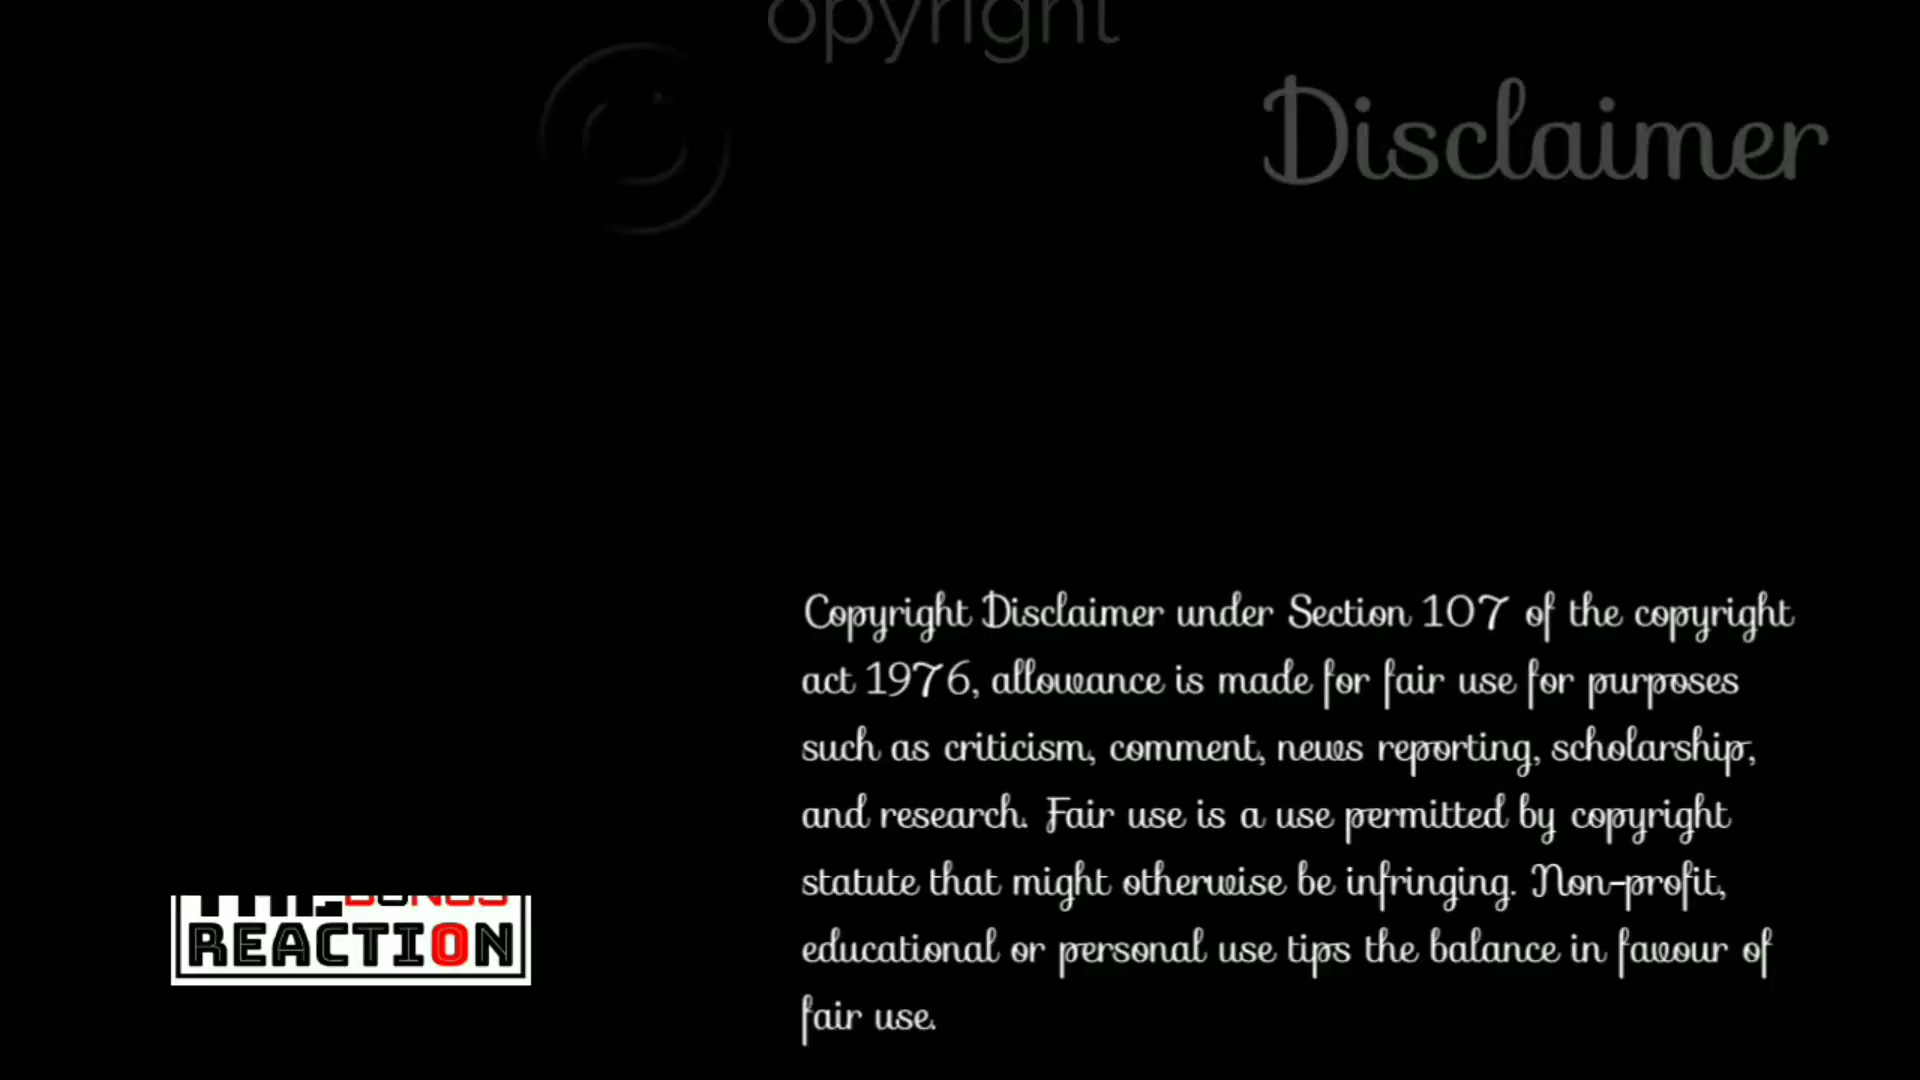 opyright
Disclaimer
Copyright Disclaimer under Section 107 of the copyright
act 1976, allowance is made for fair use for purposes
such as criticism, comment, news reporting, scholarship,
and research. Fair use is a use permitted by copyright
statute that might otherwise be infringing. Non-profit,
educational or personal use tips the balance in favour of
fair use.
REACTION